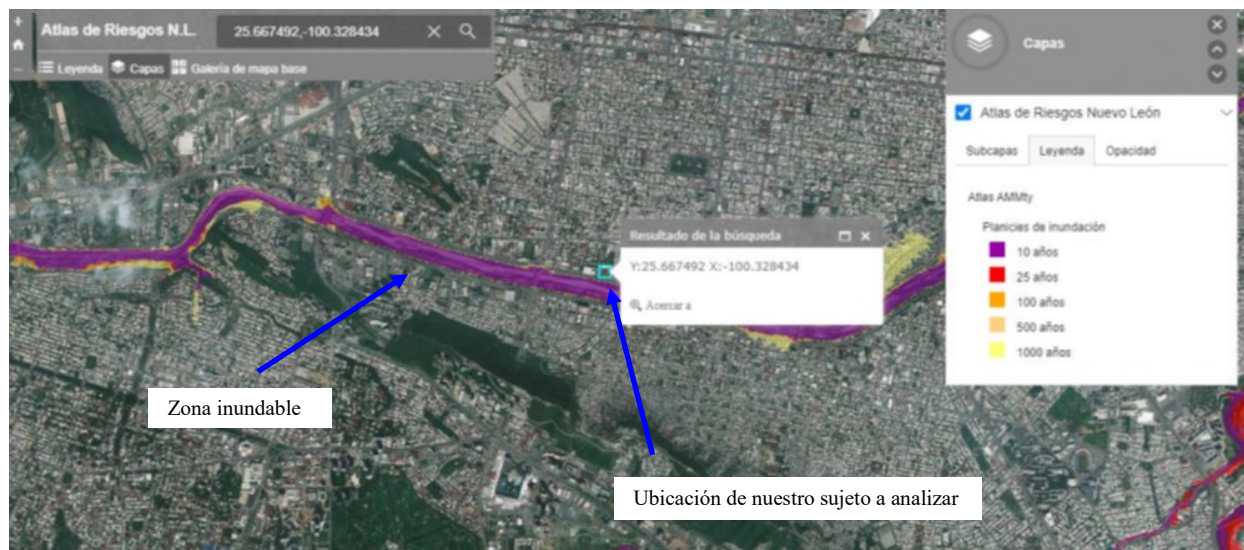 Atlas de Riesgos N.L.
25.667492,-100.328434
Leyenda
Capas
Galería de mapa base
Capas
Atlas de Riesgos Nuevo León
Subcapas
Leyenda
Opacidad
Atlas AMMty
Planicies de inundación
10 años
25 años
100 años
500 años
1000 años
Resultado de la búsqueda
Y:25.667492 X:-100.328434
Acercar a
Zona inundable
Ubicación de nuestro sujeto a analizar